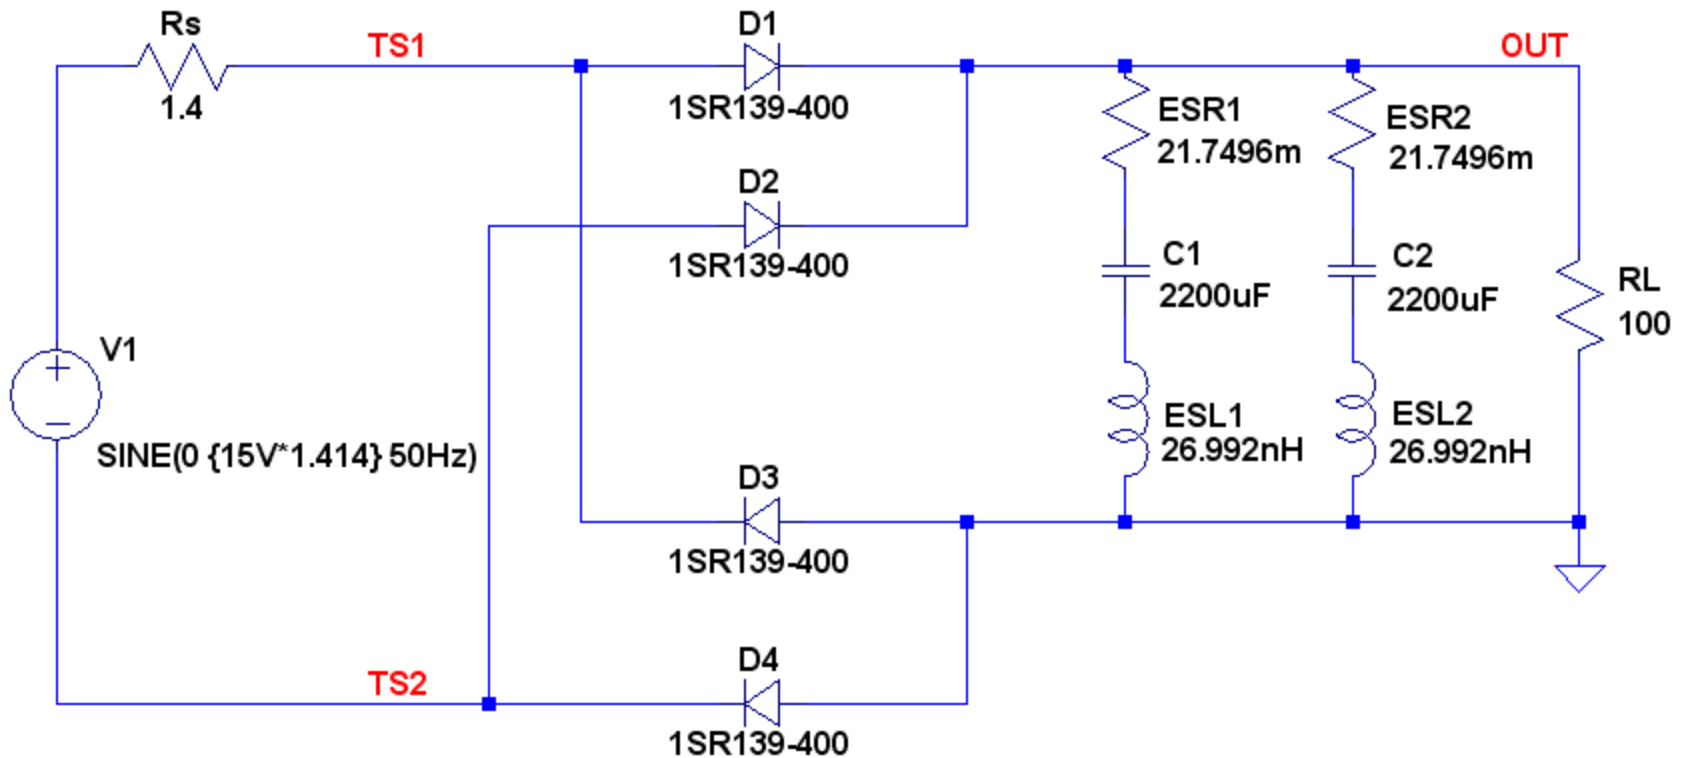 Rs
1.4
TS1
D1
1SR139-400
OUT
ESR1
21.7496m
ESR2
21.7496m
D2
1SR139-400
C1
2200uF
C2
2200uF
RL
100
V1
SINE(0 {15V*1.414} 50Hz)
ESL1
26.992nH
ESL2
26.992nH
D3
1SR139-400
TS2
D4
1SR139-400